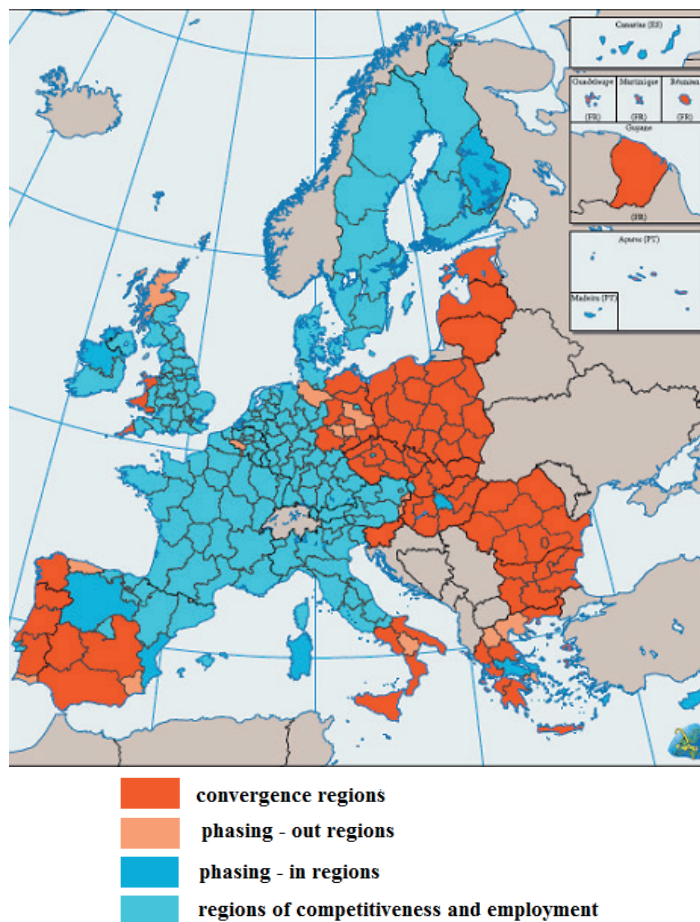 Canarias (ES)
Guadeloupe Martinique Réunion
(FR) (FR) (FR)
Guyane
(FR)
Açores (PT)
Madeira (PT)
convergence regions
phasing - out regions
phasing - in regions
regions of competitiveness and employment